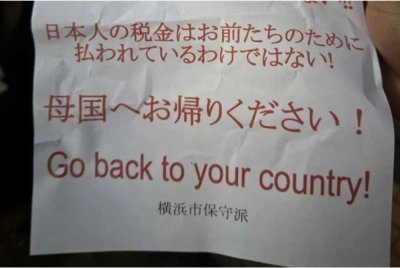 日本人の税金はお前たちのために
払われているわけではない!
母国へお帰りください！
Go back to your country!
横浜市保守派